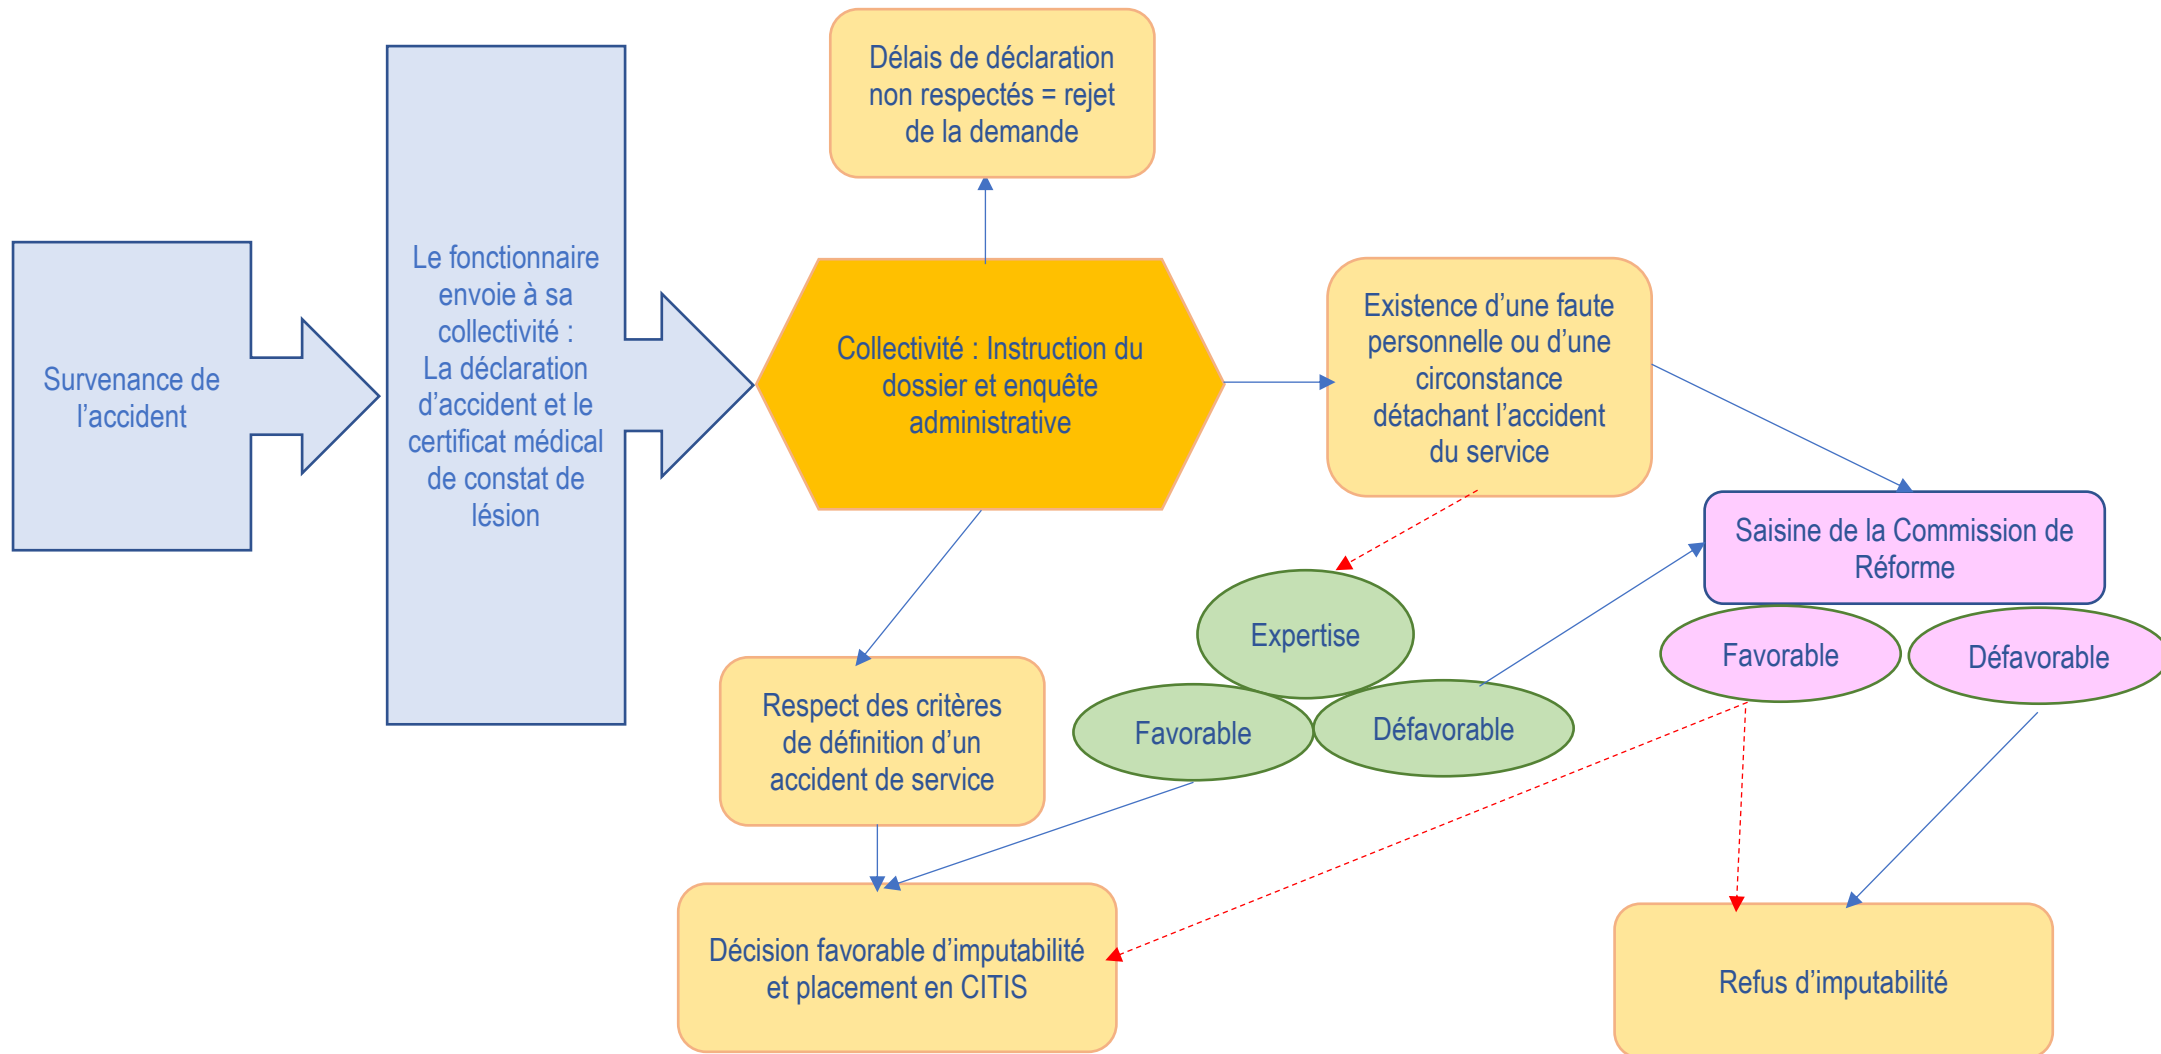 Délais de déclaration
non respectés = rejet
de la demande
Survenance de
l’accident
Le fonctionnaire
envoie à sa
collectivité :
La déclaration
d’accident et le
certificat médical
de constat de
lésion
Collectivité : Instruction du
dossier et enquête
administrative
Existence d’une faute
personnelle ou d’une
circonstance
détachant l’accident
du service
Saisine de la Commission de
Réforme
Expertise
Favorable
Défavorable
Favorable
Défavorable
Respect des critères
de définition d’un
accident de service
Décision favorable d’imputabilité
et placement en CITIS
Refus d’imputabilité